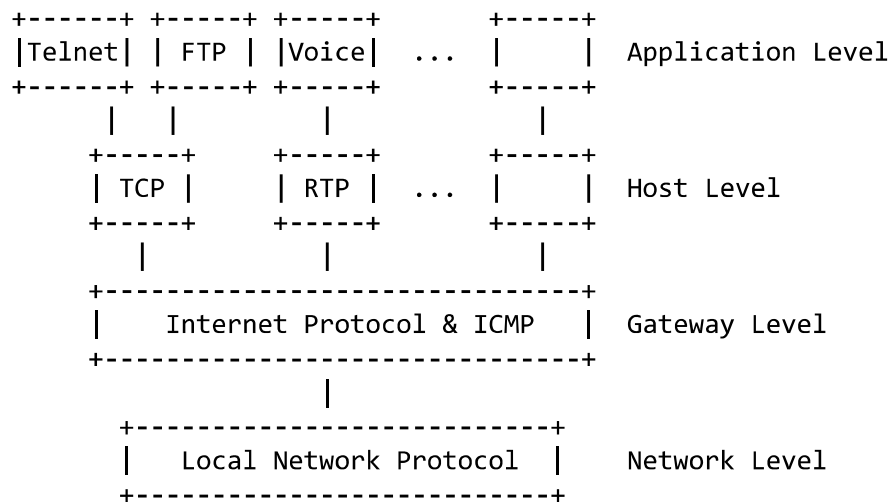 +------+ +-----+ +-----+       +-----+
|Telnet| | FTP | |Voice|  ...  |     |  Application Level
+------+ +-----+ +-----+       +-----+
      |   |         |             |
     +-----+     +-----+       +-----+
     | TCP |     | RTP |  ...  |     |  Host Level
     +-----+     +-----+       +-----+
        |           |             |
     +-------------------------------+
     |    Internet Protocol & ICMP   |  Gateway Level
     +-------------------------------+
                    |
       +---------------------------+
       |   Local Network Protocol  |    Network Level
       +---------------------------+